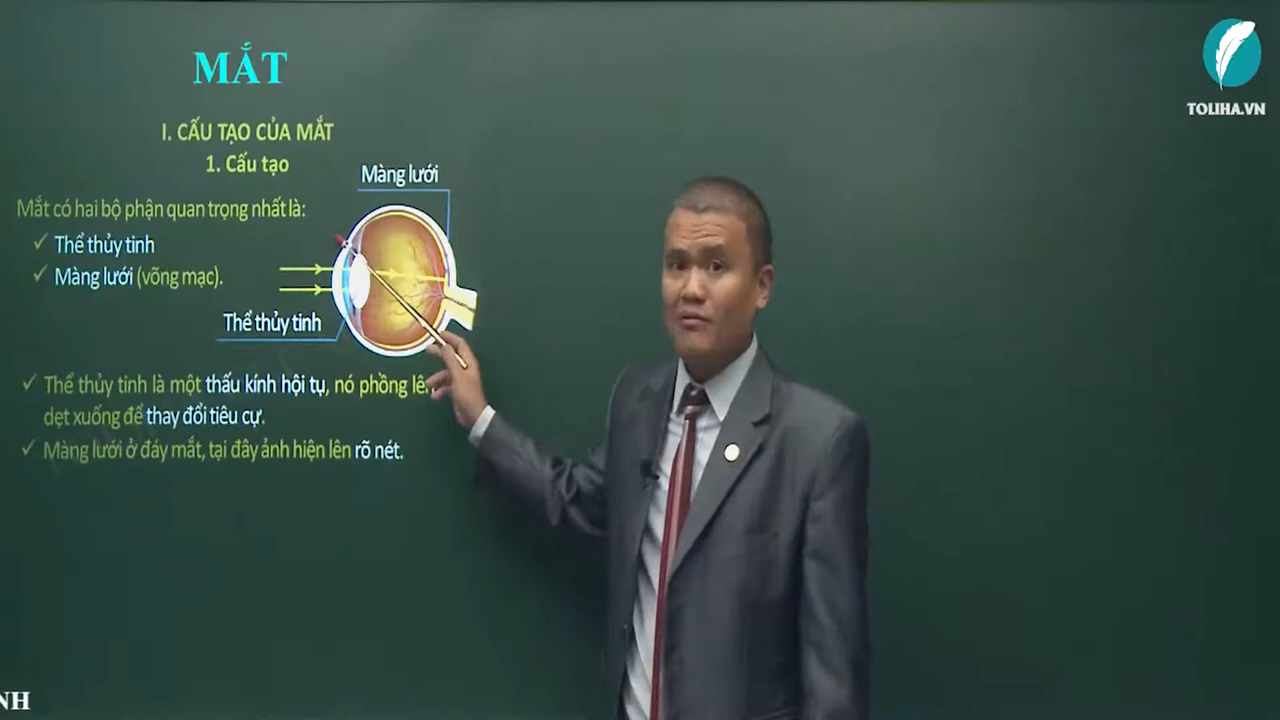 MẮT
TOLIHA.VN
I. CẤU TẠO CỦA MẮT
1. Cấu tạo
Màng lưới
Mắt có hai bộ phận quan trọng nhất là:
✓ Thể thủy tinh
✓ Màng lưới (võng mạc).
Thể thủy tinh
✓ Thể thủy tinh là một thấu kính hội tụ, nó phồng
dẹt xuống để thay đổi tiêu cự.
✓ Màng lưới ở đáy mắt, tại đây ảnh hiện lên rõ nét.
NH